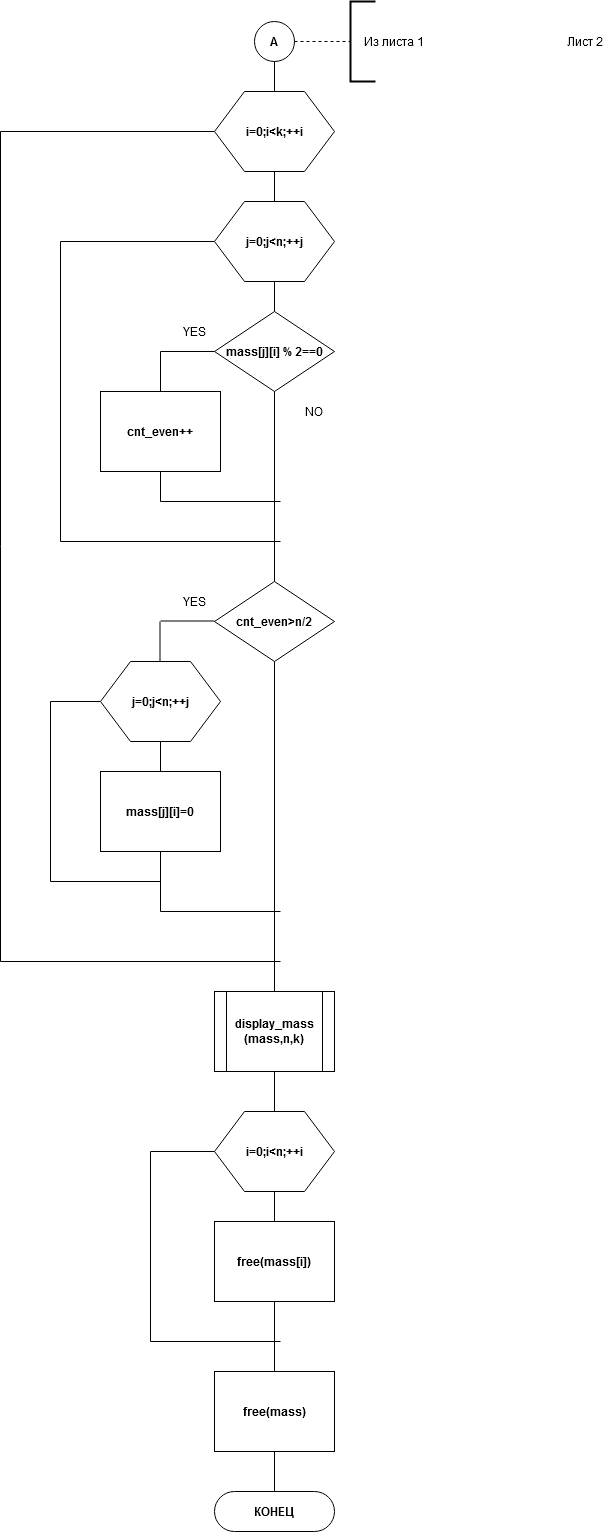 A
Из листа 1
Лист 2
i=0;i<k;++i
j=0;j<n;++j
YES
mass[j][i] % 2==0
NO
cnt_even++
YES
cnt_even>n/2
j=0;j<n;++j
mass[j][i]=0
display_mass
(mass,n,k)
i=0;i<n;++i
free(mass[i])
free(mass)
КОНЕЦ